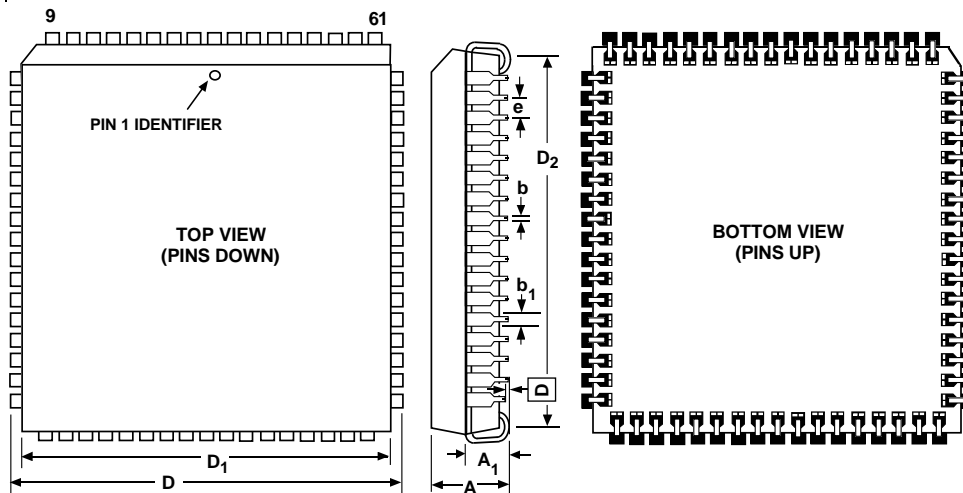 9
61
PIN 1 IDENTIFIER
TOP VIEW
(PINS DOWN)
D₁
D
e
D₂
b
b₁
D
A₁
A
BOTTOM VIEW
(PINS UP)